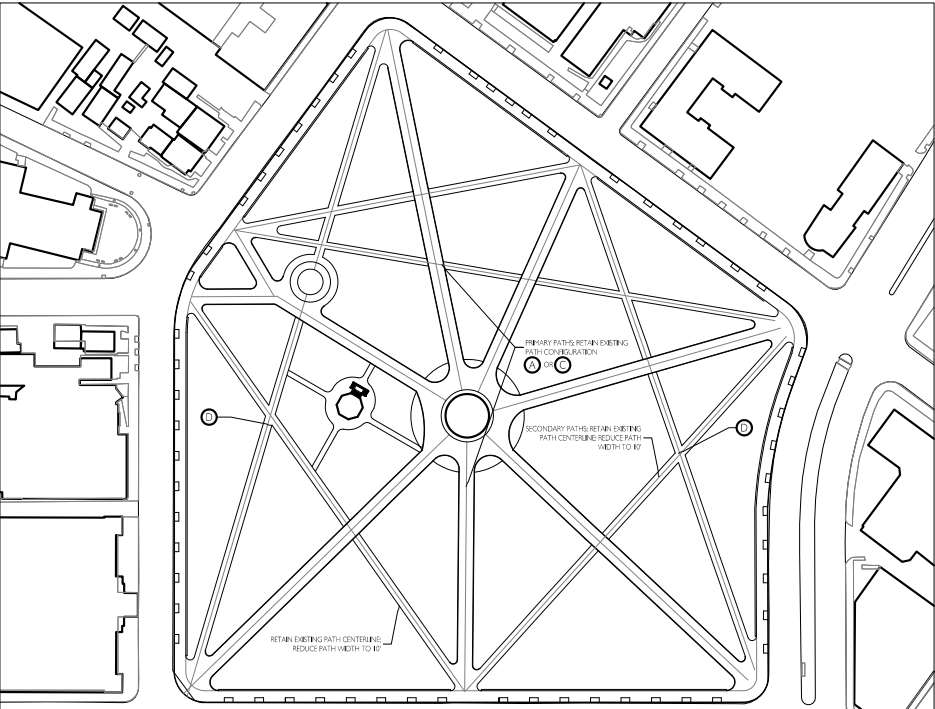 PRIMARY PATHS: RETAIN EXISTING
PATH CONFIGURATION
A OR C
SECONDARY PATHS: RETAIN EXISTING
PATH CENTERLINE; REDUCE PATH
WIDTH TO 10'
D
D
RETAIN EXISTING PATH CENTERLINE;
REDUCE PATH WIDTH TO 10'